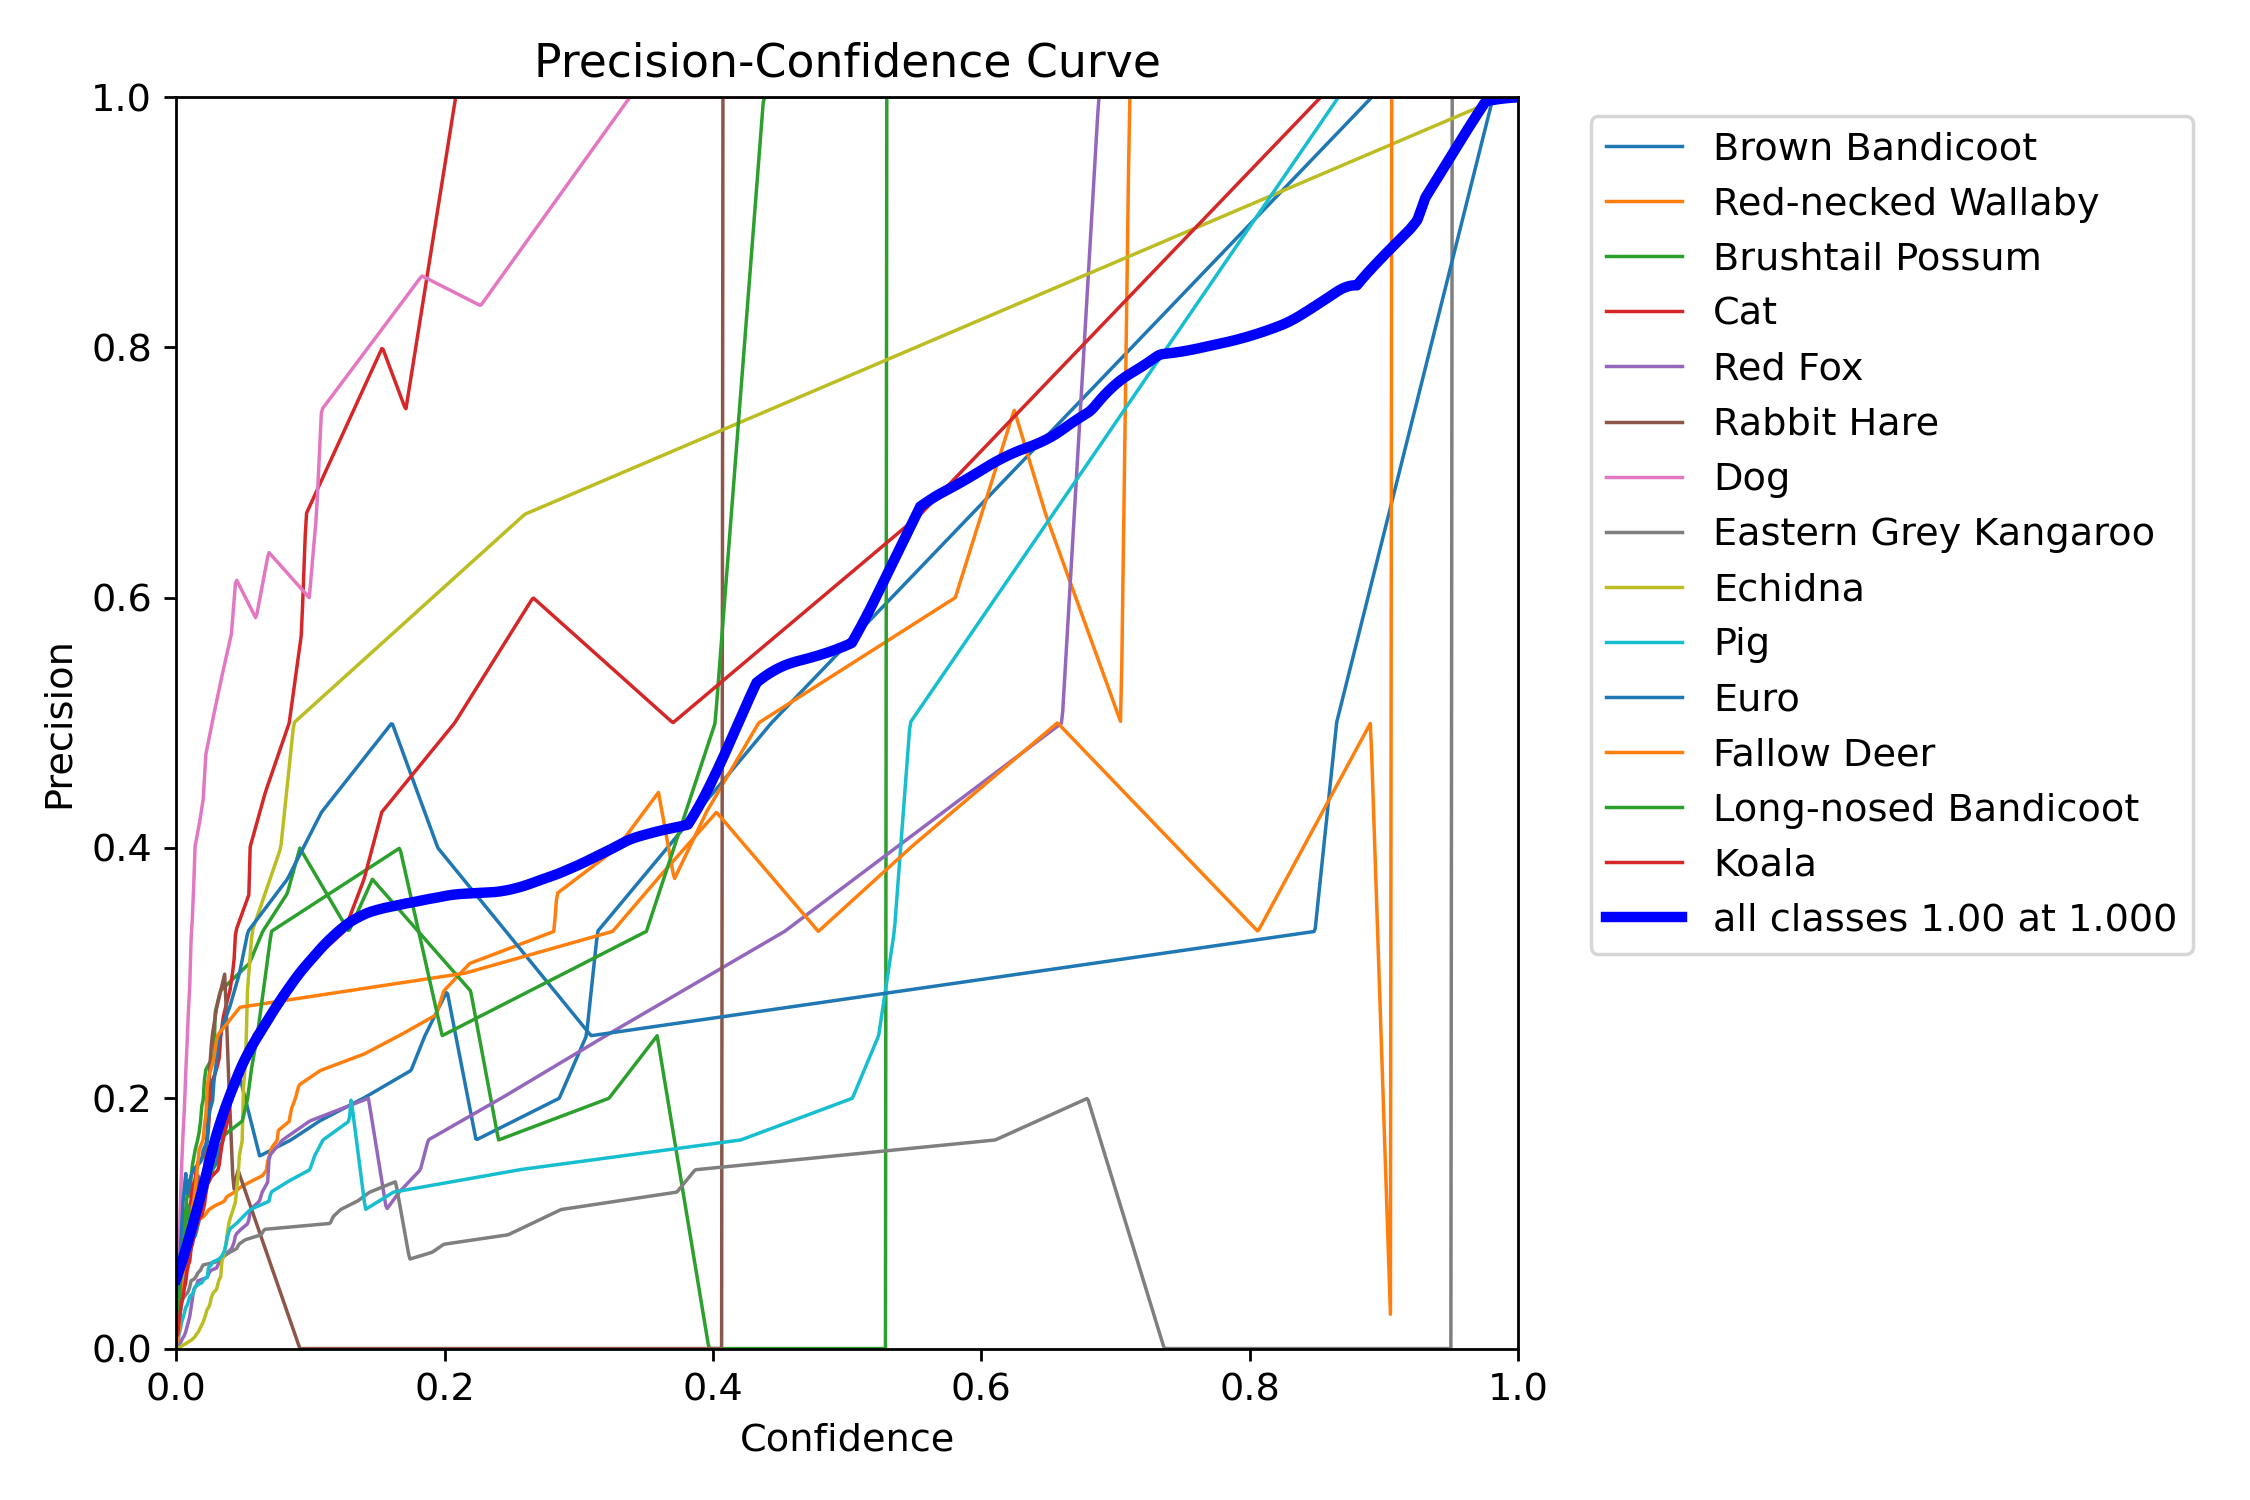 Precision-Confidence Curve
1.0
0.8
0.6
0.4
0.2
0.0
Precision
0.0 0.2 0.4 0.6 0.8 1.0
Confidence
Brown Bandicoot
Red-necked Wallaby
Brushtail Possum
Cat
Red Fox
Rabbit Hare
Dog
Eastern Grey Kangaroo
Echidna
Pig
Euro
Fallow Deer
Long-nosed Bandicoot
Koala
all classes 1.00 at 1.000